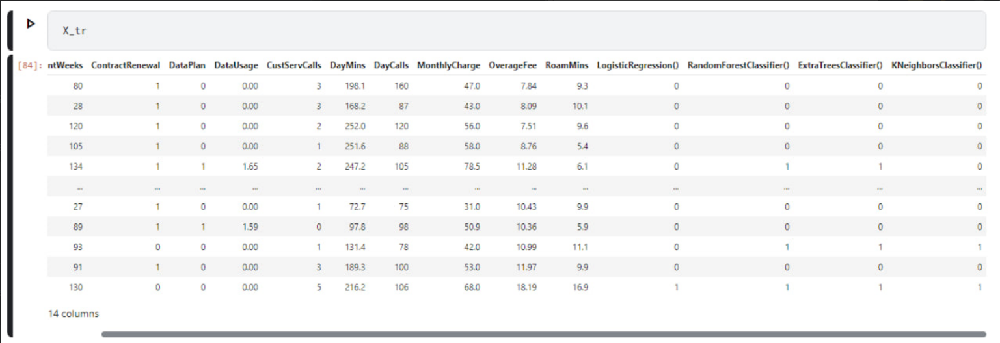 X_tr
[84]: ntWeeks ContractRenewal DataPlan DataUsage CustServCalls DayMins DayCalls MonthlyCharge OverageFee RoamMins LogisticRegression() RandomForestClassifier() ExtraTreesClassifier() KNeighborsClassifier()
80 1 0 0.00 3 198.1 160 47.0 7.84 9.3 0 0 0 0
28 1 0 0.00 3 168.2 87 43.0 8.09 10.1 0 0 0 0
120 1 0 0.00 2 252.0 120 56.0 7.51 9.6 0 0 0 0
105 1 0 0.00 1 251.6 88 58.0 8.76 5.4 0 0 0 0
134 1 1 1.65 2 247.2 105 78.5 11.28 6.1 0 1 1 0
... ... ... ... ... ... ... ... ... ... ... ... ... ...
27 1 0 0.00 1 72.7 75 31.0 10.43 9.9 0 0 0 0
89 1 1 1.59 0 97.8 98 50.9 10.36 5.9 0 0 0 0
93 0 0 0.00 1 131.4 78 42.0 10.99 11.1 0 1 1 1
91 1 0 0.00 3 189.3 100 53.0 11.97 9.9 0 0 0 0
130 0 0 0.00 5 216.2 106 68.0 18.19 16.9 1 1 1 1
14 columns